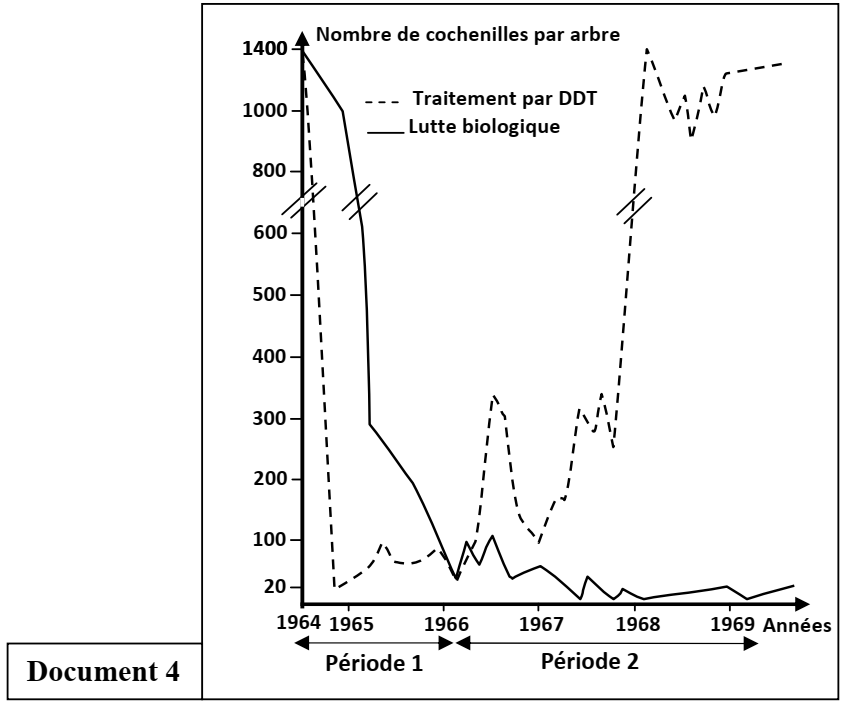 Nombre de cochenilles par arbre
1400
1000
800
600
500
400
300
200
100
20
Traitement par DDT
Lutte biologique
1964 1965 1966 1967 1968 1969 Années
Période 1 Période 2
Document 4